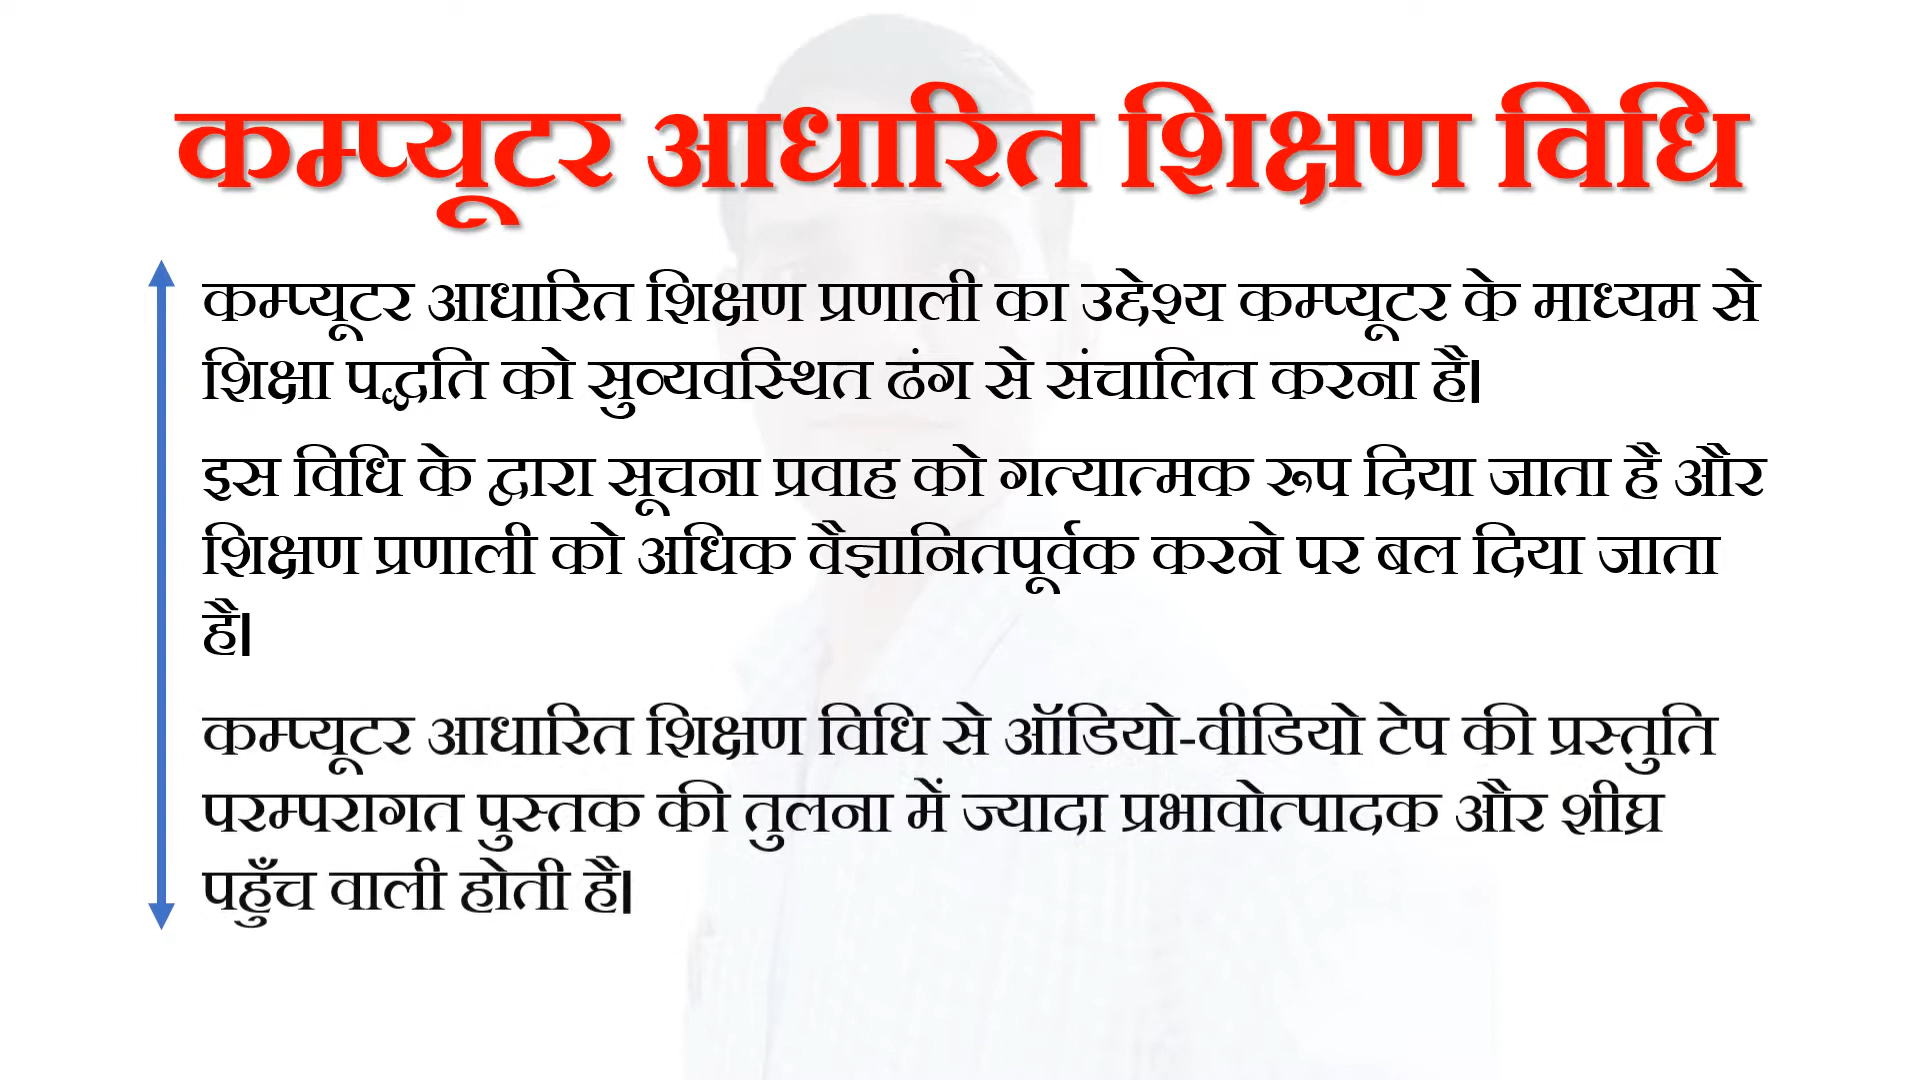 कम्प्यूटर आधारित शिक्षण विधि
कम्प्यूटर आधारित शिक्षण प्रणाली का उद्देश्य कम्प्यूटर के माध्यम से
शिक्षा पद्धति को सुव्यवस्थित ढंग से संचालित करना है।
इस विधि के द्वारा सूचना प्रवाह को गत्यात्मक रूप दिया जाता है और
शिक्षण प्रणाली को अधिक वैज्ञानितपूर्वक करने पर बल दिया जाता
है।
कम्प्यूटर आधारित शिक्षण विधि से ऑडियो-वीडियो टेप की प्रस्तुति
परम्परागत पुस्तक की तुलना में ज्यादा प्रभावोत्पादक और शीघ्र
पहुँच वाली होती है।